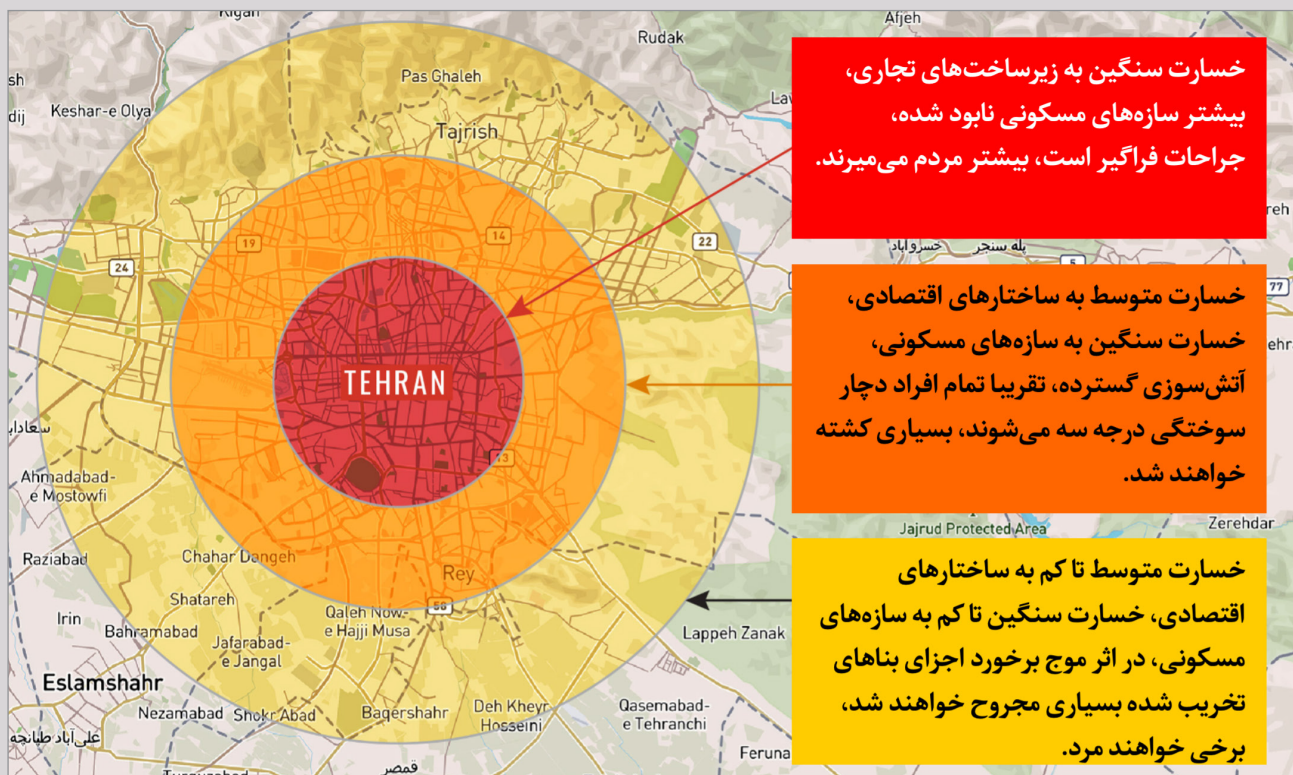 Kigan
Afjeh
Rudak
Pas Ghaleh
Keshar-e Olya
Tajrish
19
14
22
24
TEHRAN
13
Ahmadabad-
e Mostowfi
Raziabad
Chahar Dangeh
Rey
56
Shatareh
Qaleh Now-
e Hajji Musa
Irin
Bahramabad
Jafarabad-
e Jangal
Lappeh Zanak
Eslamshahr
Nezamabad
Shokr Abad
Baqershahr
Deh Kheyr
Hosseini
Qasemabad-
e Tehranchi
علی‌آباد طپانچه
قمصر
خسارت سنگین به زیرساخت‌های تجاری،
بیشتر سازه‌های مسکونی نابود شده،
جراحات فراگیر است، بیشتر مردم می‌میرند.
خسروآباد
پله سنجر
5
77
خسارت متوسط به ساختارهای اقتصادی،
خسارت سنگین به سازه‌های مسکونی،
آتش‌سوزی گسترده، تقریبا تمام افراد دچار
سوختگی درجه سه می‌شوند، بسیاری کشته
خواهند شد.
Jajrud Protected Area
Zerehdar
خسارت متوسط تا کم به ساختارهای
اقتصادی، خسارت سنگین تا کم به سازه‌های
مسکونی، در اثر موج برخورد اجزای بناهای
تخریب شده بسیاری مجروح خواهند شد،
برخی خواهند مرد.